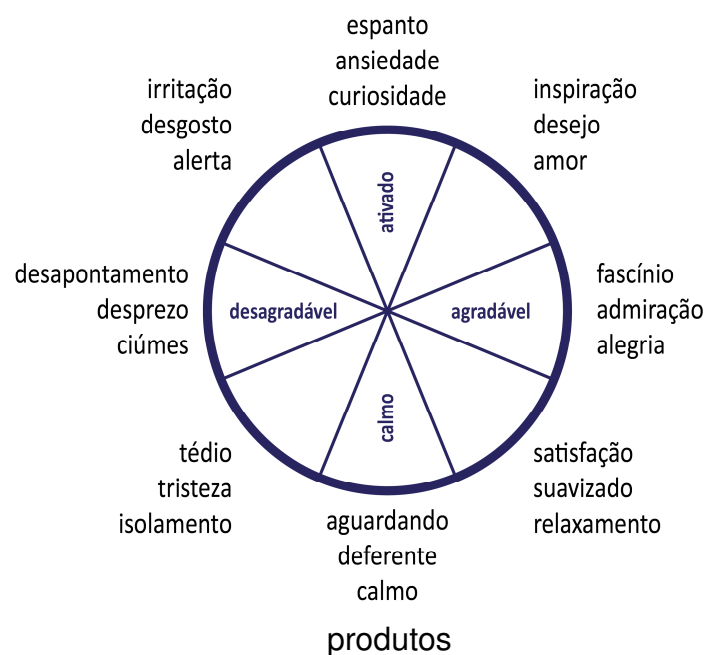 espanto
ansiedade
curiosidade
irritação
desgosto
alerta
inspiração
desejo
amor
ativado
desapontamento
desprezo
ciúmes
desagradável
agradável
fascínio
admiração
alegria
calmo
tédio
tristeza
isolamento
satisfação
suavizado
relaxamento
aguardando
deferente
calmo
produtos